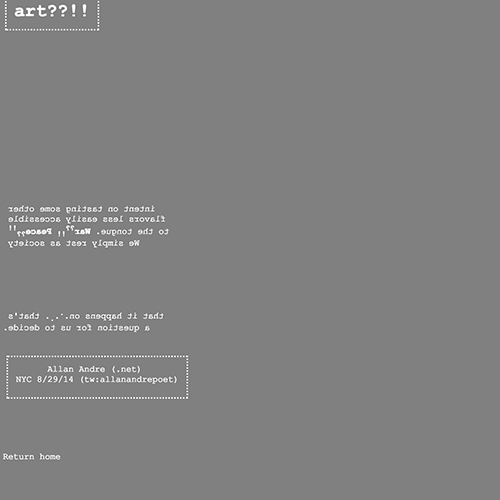 art??!!
intent on tasting some other
flavors less easily accessible
to the tongue. War??!! Peace??!!
We simply rest as society
that it happens on.... that's
a question for us to decide.
Allan Andre (.net)
NYC 8/29/14 (tw:allanandrepoet)
Return home